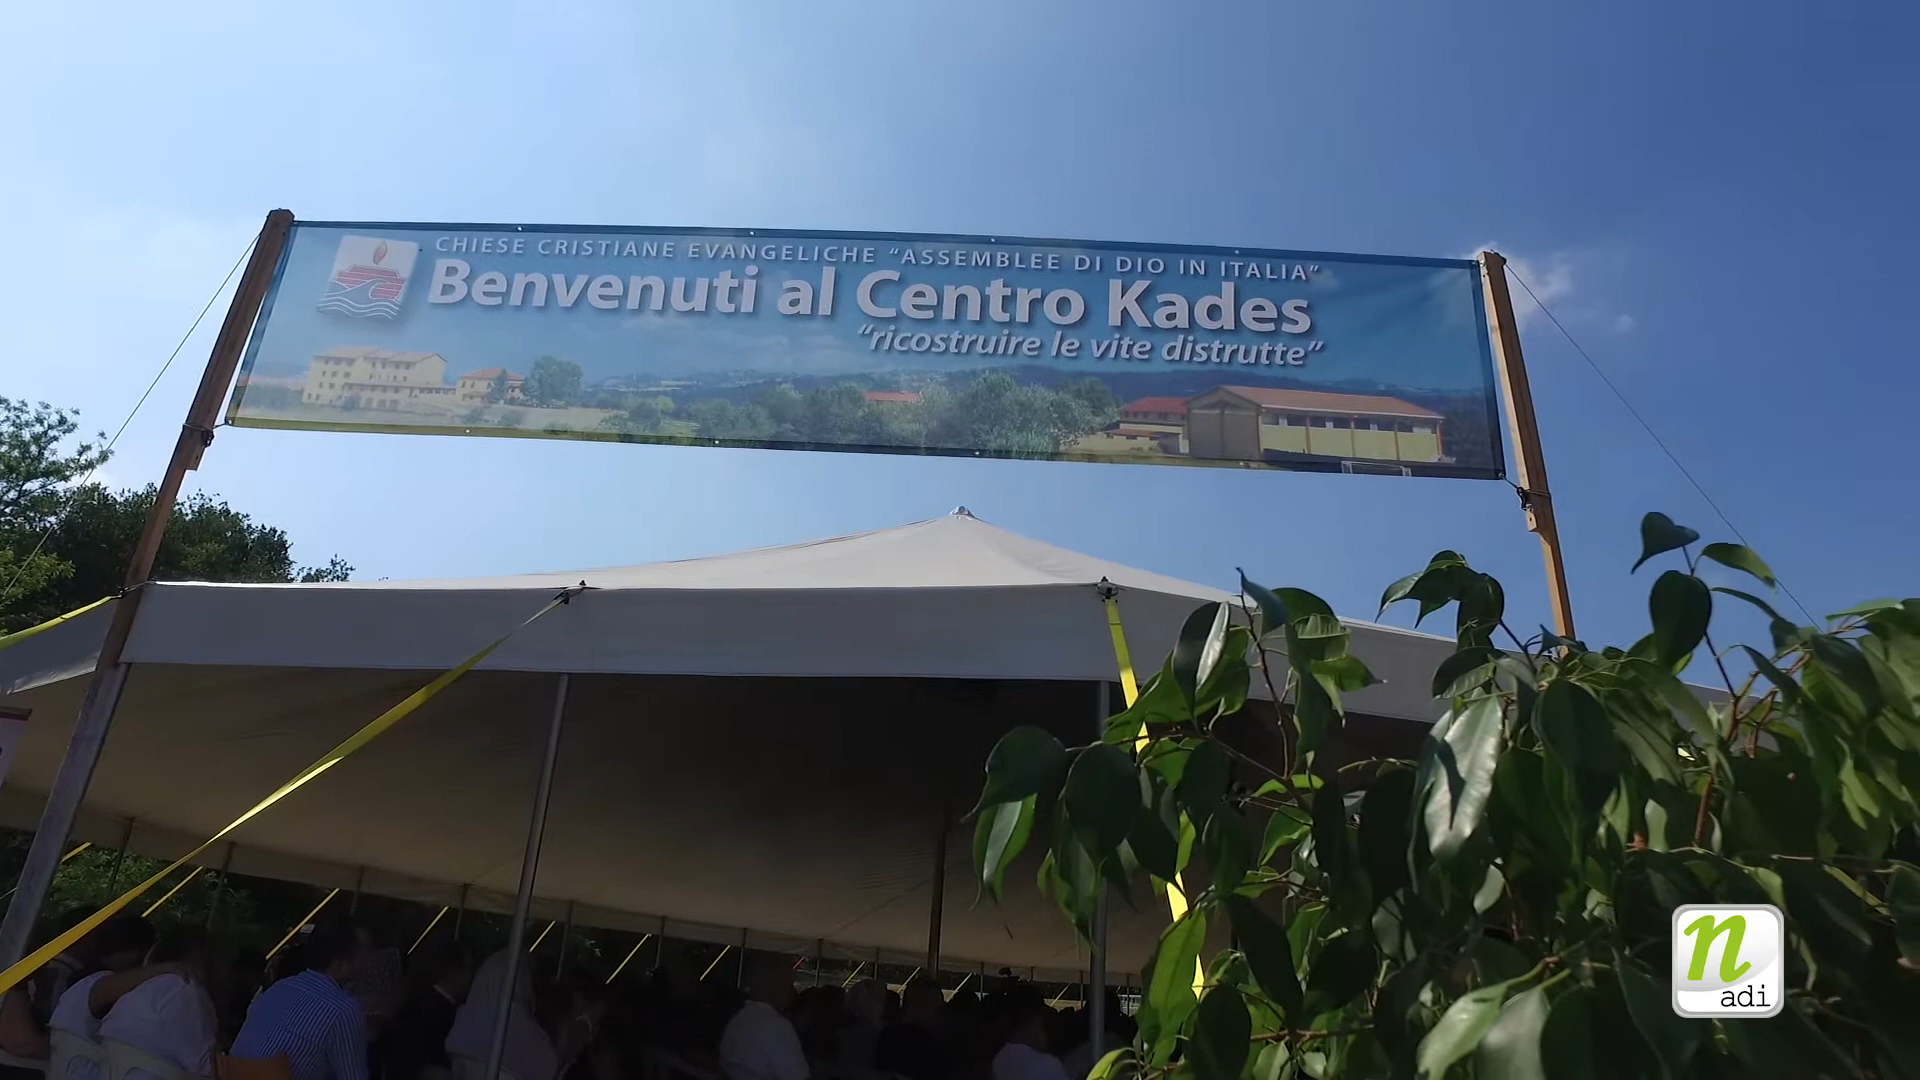 CHIESE CRISTIANE EVANGELICHE “ASSEMBLEE DI DIO IN ITALIA”
Benvenuti al Centro Kades
“ricostruire le vite distrutte”
n
adi